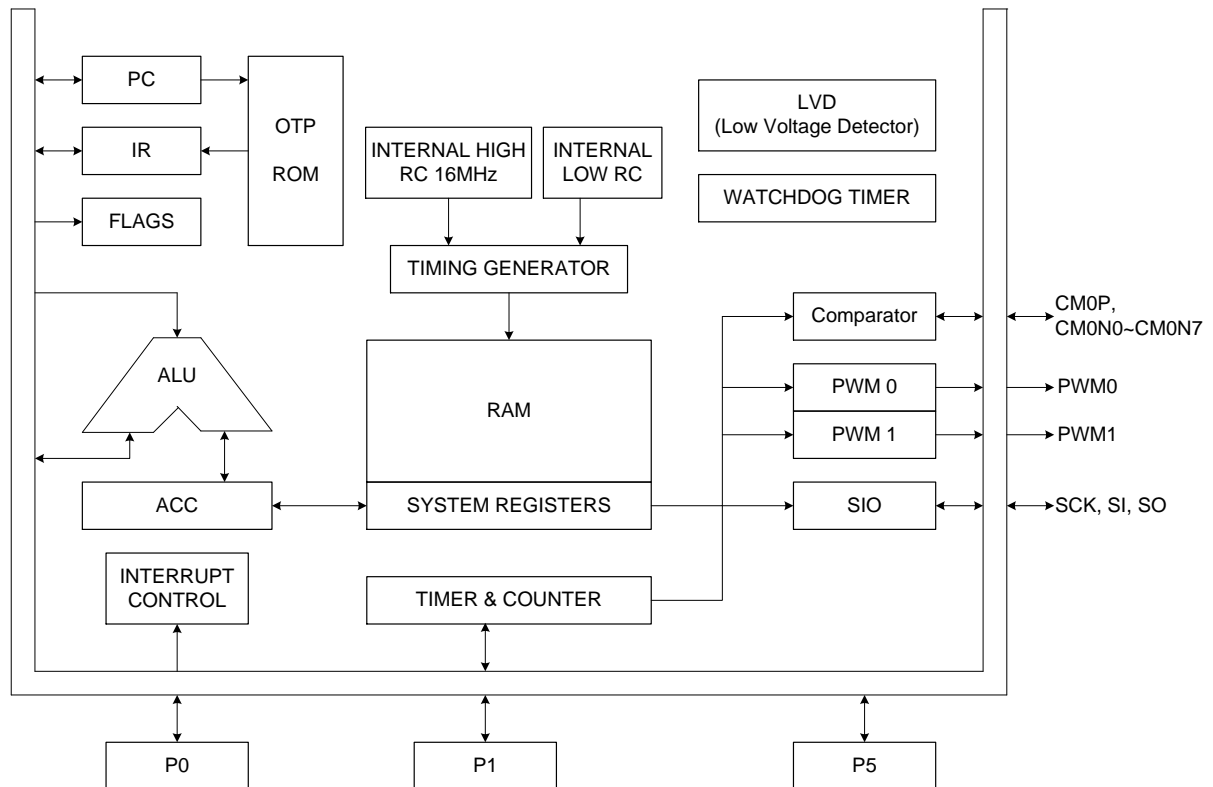 PC
IR
FLAGS
OTP
ROM
INTERNAL HIGH
RC 16MHz
INTERNAL
LOW RC
LVD
(Low Voltage Detector)
WATCHDOG TIMER
TIMING GENERATOR
ALU
ACC
RAM
SYSTEM REGISTERS
Comparator
CM0P,
CM0N0~CM0N7
PWM 0
PWM0
PWM 1
PWM1
SIO
SCK, SI, SO
INTERRUPT
CONTROL
TIMER & COUNTER
P0
P1
P5